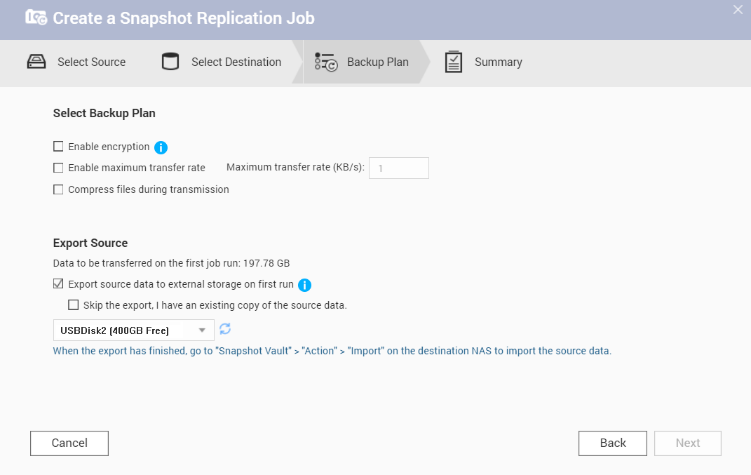 Create a Snapshot Replication Job
Select Source
Select Destination
Backup Plan
Summary
Select Backup Plan
Enable encryption
Enable maximum transfer rate Maximum transfer rate (KB/s): 1
Compress files during transmission
Export Source
Data to be transferred on the first job run: 197.78 GB
Export source data to external storage on first run
Skip the export, I have an existing copy of the source data.
USBDisk2 (400GB Free)
When the export has finished, go to "Snapshot Vault" > "Action" > "Import" on the destination NAS to import the source data.
Cancel
Back
Next